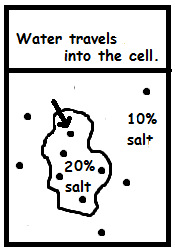 Water travels
into the cell.
10%
salt
20%
salt